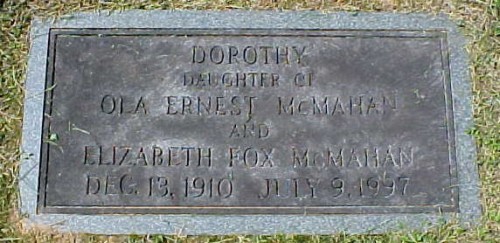 DOROTHY
DAUGHTER OF
OLA ERNEST McMAHAN
AND
ELIZABETH FOX McMAHAN
DEC. 13, 1910 JULY 9, 1997